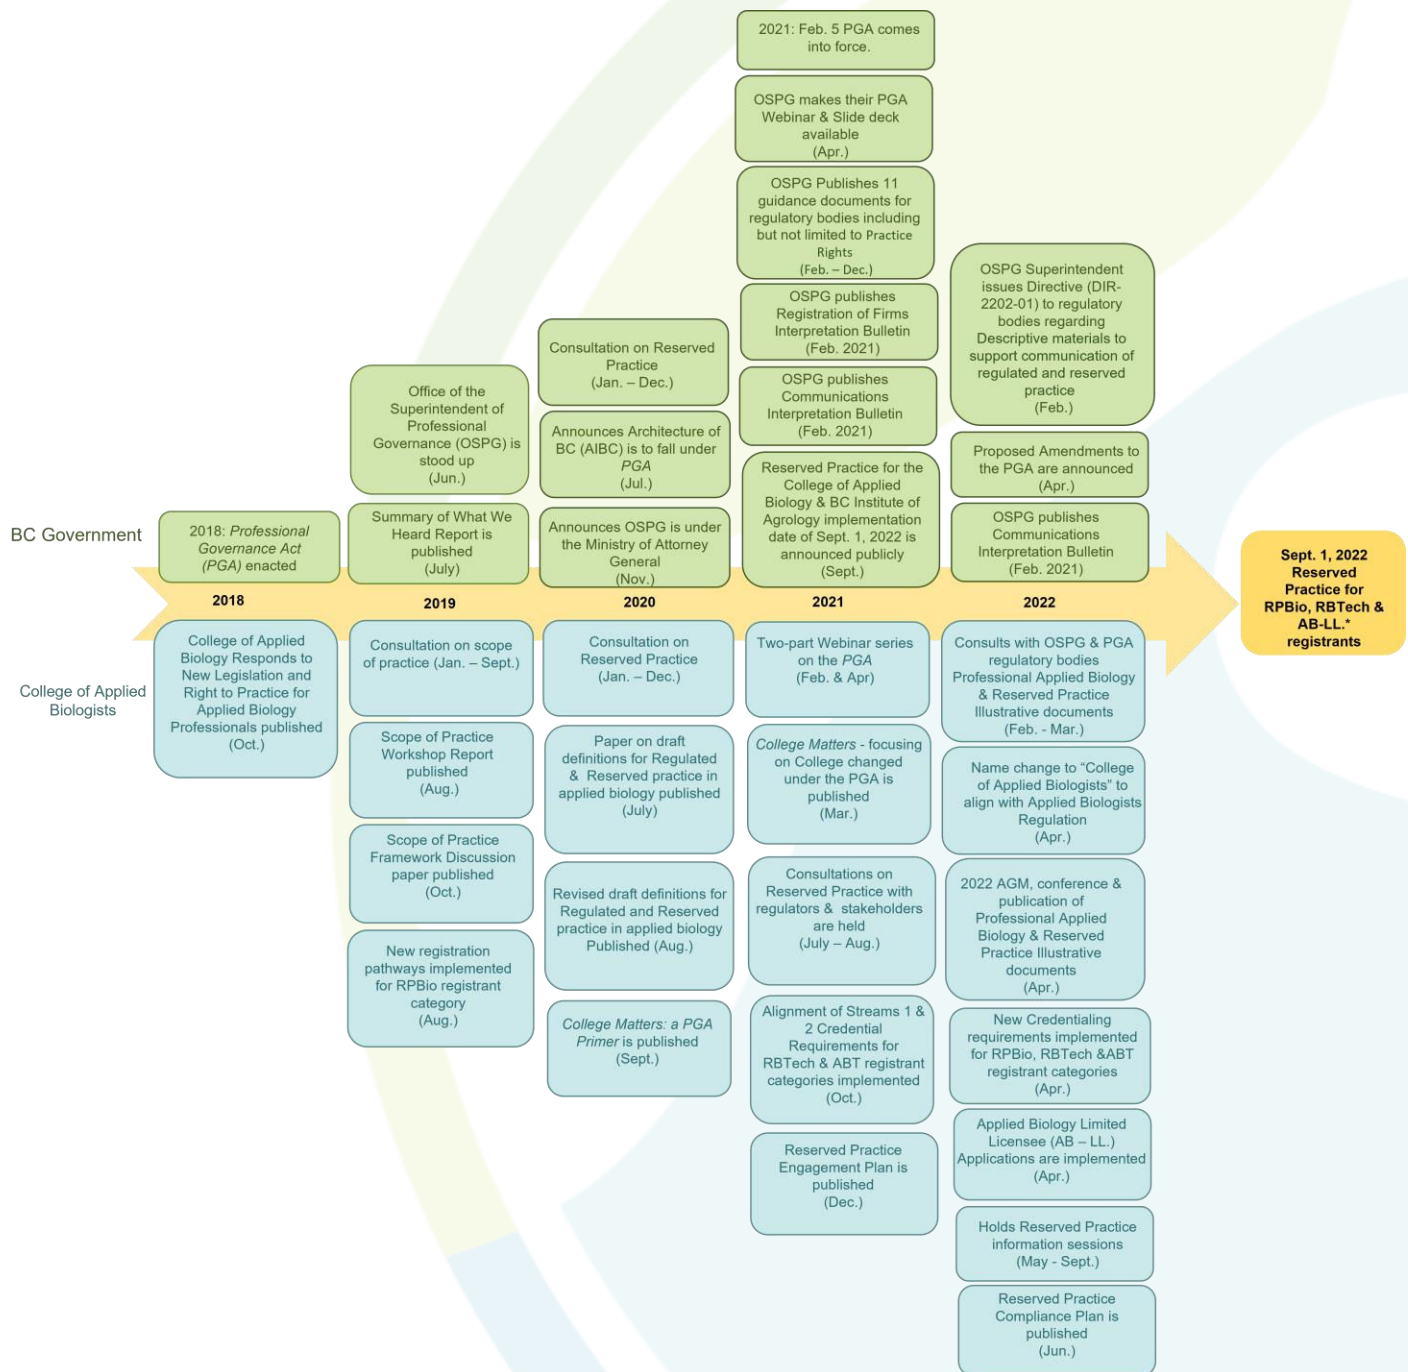 2021: Feb. 5 PGA comes
into force.
OSPG makes their PGA
Webinar & Slide deck
available
(Apr.)
OSPG Publishes 11
guidance documents for
regulatory bodies including
but not limited to Practice
Rights
(Feb. – Dec.)
OSPG publishes
Registration of Firms
Interpretation Bulletin
(Feb. 2021)
OSPG publishes
Communications
Interpretation Bulletin
(Feb. 2021)
Reserved Practice for the
College of Applied
Biology & BC Institute of
Agrology implementation
date of Sept. 1, 2022 is
announced publicly
(Sept.)
OSPG Superintendent
issues Directive (DIR-
2202-01) to regulatory
bodies regarding
Descriptive materials to
support communication of
regulated and reserved
practice
(Feb.)
Proposed Amendments to
the PGA are announced
(Apr.)
OSPG publishes
Communications
Interpretation Bulletin
(Feb. 2021)
Consultation on Reserved
Practice
(Jan. – Dec.)
Announces Architecture of
BC (AIBC) is to fall under
PGA
(Jul.)
Announces OSPG is under
the Ministry of Attorney
General
(Nov.)
Office of the
Superintendent of
Professional
Governance (OSPG) is
stood up
(Jun.)
Summary of What We
Heard Report is
published
(July)
BC Government
2018: Professional
Governance Act
(PGA) enacted
2018
2019
2020
2021
2022
Sept. 1, 2022
Reserved
Practice for
RPBio, RBTech &
AB-LL.*
registrants
College of Applied
Biologists
College of Applied
Biology Responds to
New Legislation and
Right to Practice for
Applied Biology
Professionals published
(Oct.)
Consultation on scope
of practice (Jan. – Sept.)
Scope of Practice
Workshop Report
published
(Aug.)
Scope of Practice
Framework Discussion
paper published
(Oct.)
New registration
pathways implemented
for RPBio registrant
category
(Aug.)
Consultation on
Reserved Practice
(Jan. – Dec.)
Paper on draft
definitions for Regulated
& Reserved practice in
applied biology published
(July)
Revised draft definitions for
Regulated and Reserved
practice in applied biology
Published (Aug.)
College Matters: a PGA
Primer is published
(Sept.)
Two-part Webinar series
on the PGA
(Feb. & Apr)
College Matters - focusing
on College changed
under the PGA is
published
(Mar.)
Consultations on
Reserved Practice with
regulators & stakeholders
are held
(July – Aug.)
Alignment of Streams 1 &
2 Credential
Requirements for
RBTech & ABT registrant
categories implemented
(Oct.)
Reserved Practice
Engagement Plan is
published
(Dec.)
Consults with OSPG & PGA
regulatory bodies
Professional Applied Biology
& Reserved Practice
Illustrative documents
(Feb. - Mar.)
Name change to “College
of Applied Biologists” to
align with Applied Biologists
Regulation
(Apr.)
2022 AGM, conference &
publication of
Professional Applied
Biology & Reserved
Practice Illustrative
documents
(Apr.)
New Credentialing
requirements implemented
for RPBio, RBTech &ABT
registrant categories
(Apr.)
Applied Biology Limited
Licensee (AB – LL.)
Applications are implemented
(Apr.)
Holds Reserved Practice
information sessions
(May - Sept.)
Reserved Practice
Compliance Plan is
published
(Jun.)